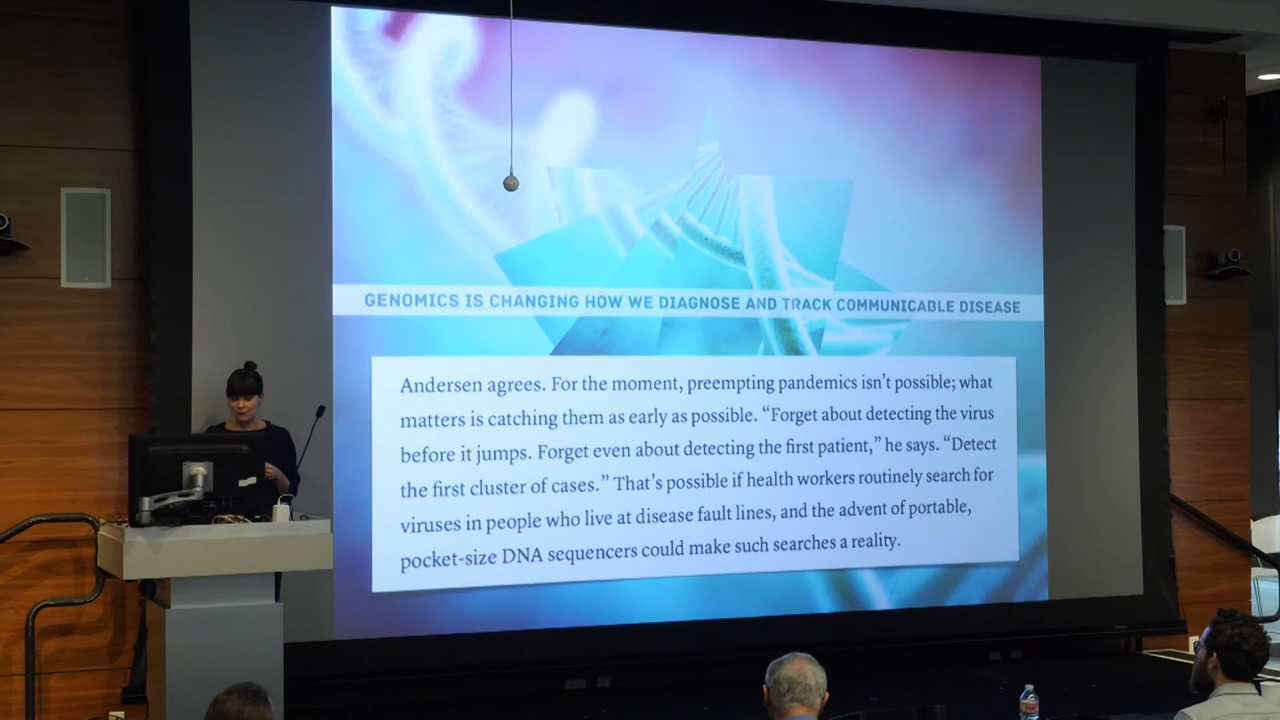 GENOMICS IS CHANGING HOW WE DIAGNOSE AND TRACK COMMUNICABLE DISEASE
Andersen agrees. For the moment, preempting pandemics isn't possible; what
matters is catching them as early as possible. “Forget about detecting the virus
before it jumps. Forget even about detecting the first patient,” he says. “Detect
the first cluster of cases.” That's possible if health workers routinely search for
viruses in people who live at disease fault lines, and the advent of portable,
pocket-size DNA sequencers could make such searches a reality.